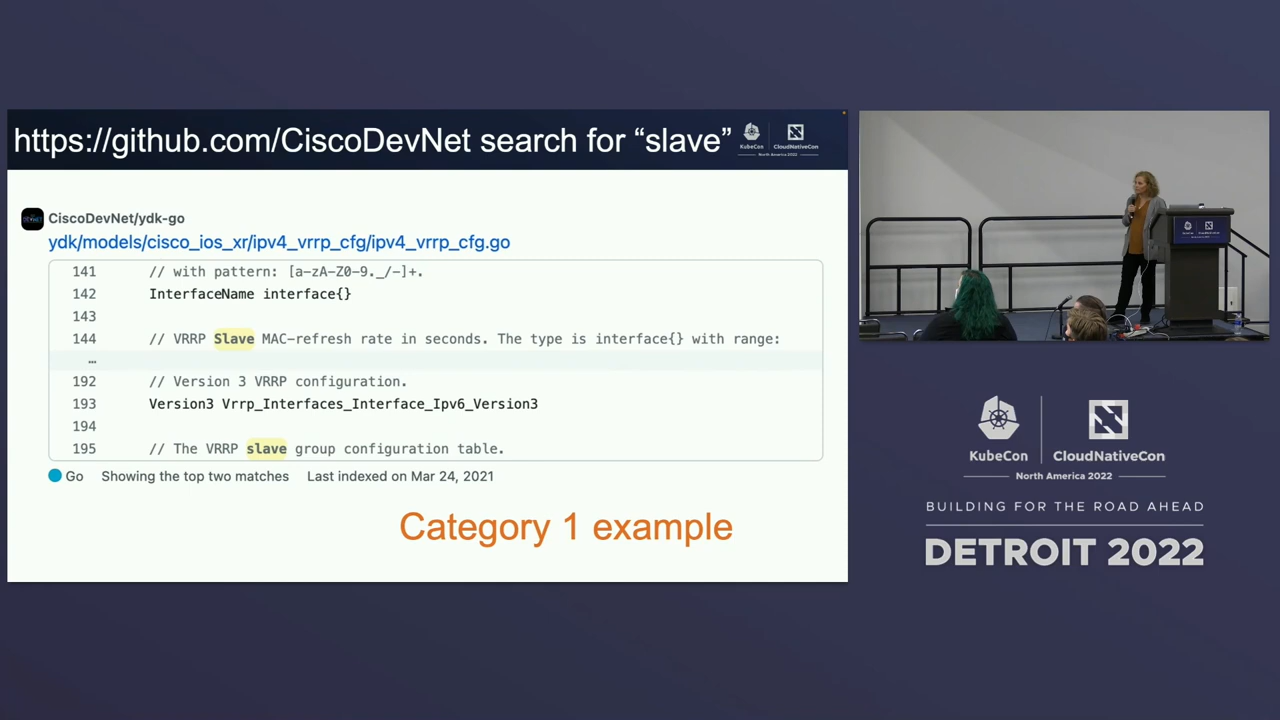 https://github.com/CiscoDevNet search for “slave”
KubeCon CloudNativeCon
North America 2022
CiscoDevNet/ydk-go
ydk/models/cisco_ios_xr/ipv4_vrrp_cfg/ipv4_vrrp_cfg.go
141 // with pattern: [a-zA-Z0-9._/-]+.
142 InterfaceName interface{}
143
144 // VRRP Slave MAC-refresh rate in seconds. The type is interface{} with range:
…
192 // Version 3 VRRP configuration.
193 Version3 Vrrp_Interfaces_Interface_Ipv6_Version3
194
195 // The VRRP slave group configuration table.
Go Showing the top two matches Last indexed on Mar 24, 2021
Category 1 example
KubeCon CloudNativeCon
North America 2022
BUILDING FOR THE ROAD AHEAD
DETROIT 2022